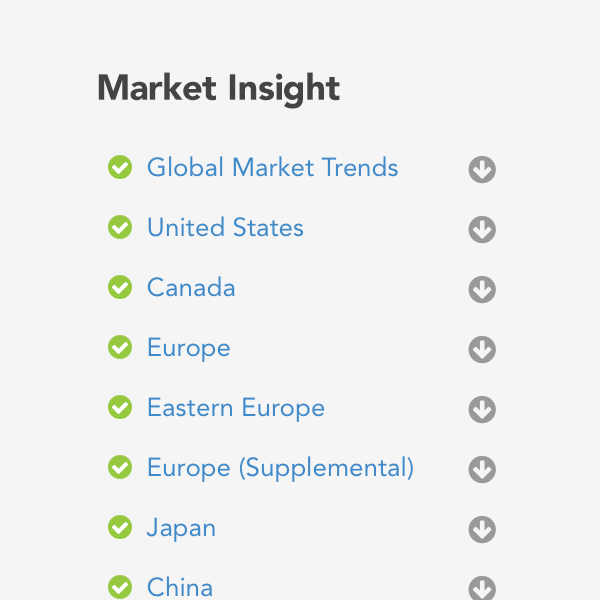 Market Insight
Global Market Trends
United States
Canada
Europe
Eastern Europe
Europe (Supplemental)
Japan
China